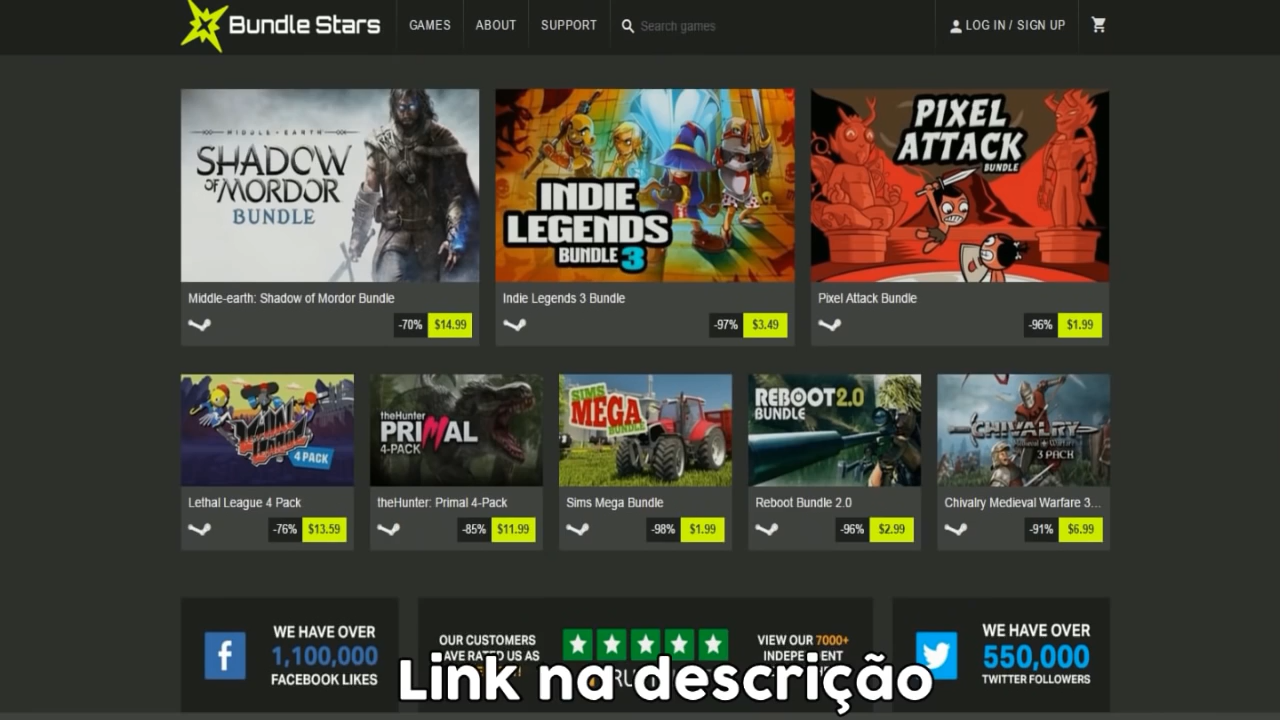 Bundle Stars
GAMES
ABOUT
SUPPORT
Search games
LOG IN / SIGN UP
MIDDLE-EARTH
SHADOW
OF MORDOR
BUNDLE
INDIE
LEGENDS
BUNDLE 3
PIXEL
ATTACK
BUNDLE
Middle-earth: Shadow of Mordor Bundle
-70% $14.99
Indie Legends 3 Bundle
-97% $3.49
Pixel Attack Bundle
-96% $1.99
4 PACK
theHunter
PRIMAL
4-PACK
SIMS
MEGA
BUNDLE
REBOOT 2.0
BUNDLE
CHIVALRY
3 PACK
Lethal League 4 Pack
-76% $13.59
theHunter: Primal 4-Pack
-85% $11.99
Sims Mega Bundle
-98% $1.99
Reboot Bundle 2.0
-96% $2.99
Chivalry Medieval Warfare 3...
-91% $6.99
WE HAVE OVER
1,100,000
FACEBOOK LIKES
OUR CUSTOMERS
AVE RATED US AS
VIEW OUR 7000+
WE HAVE OVER
550,000
TWITTER FOLLOWERS
Link na descrição